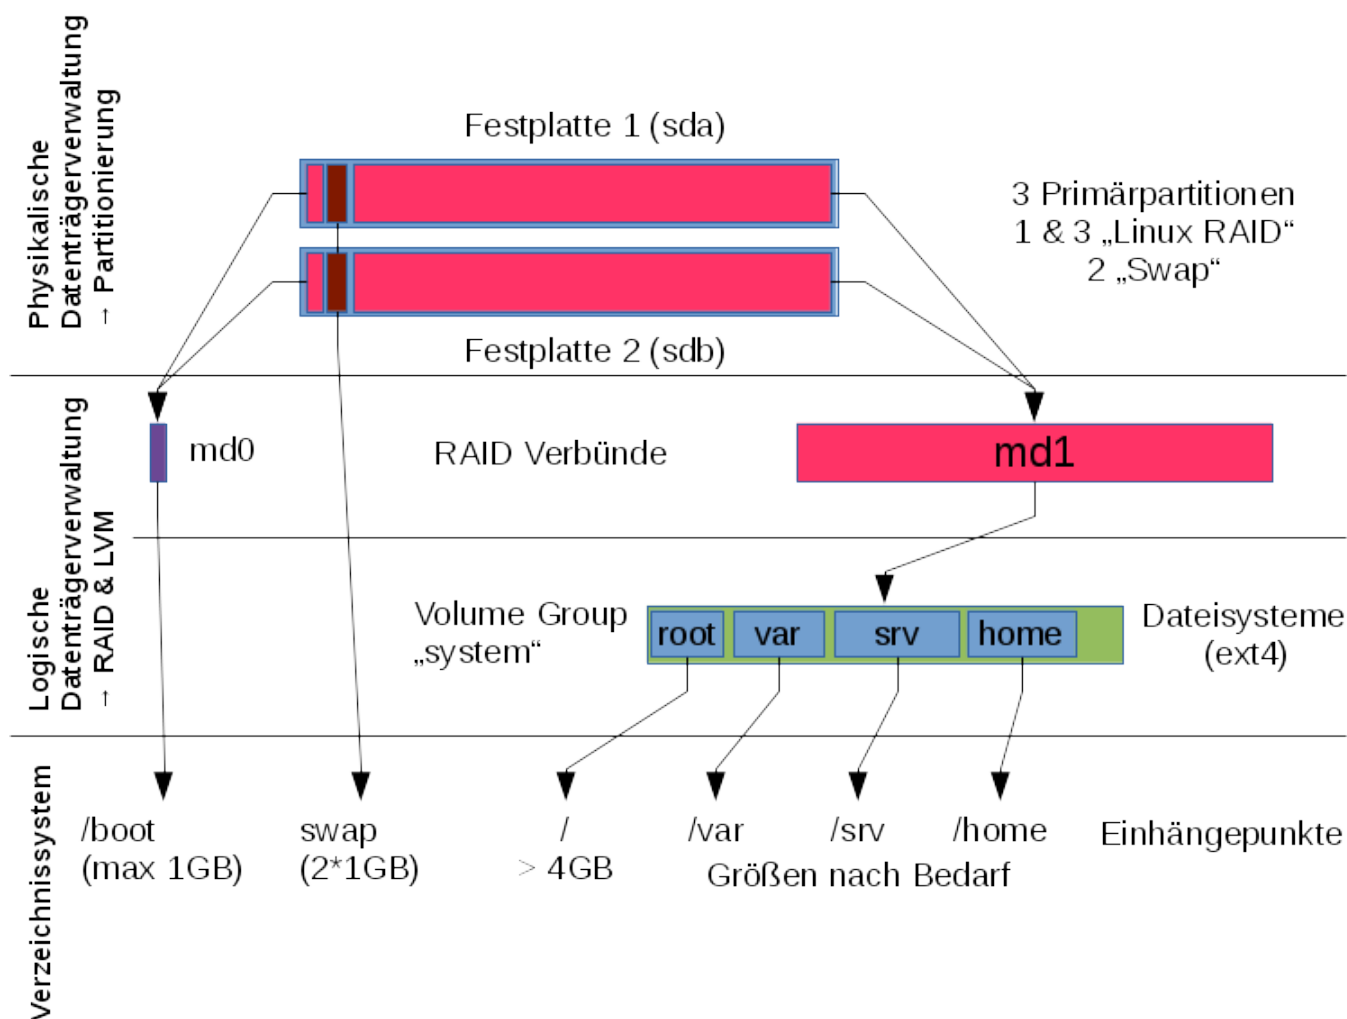 Physikalische
Datenträgerverwaltung
→ Partitionierung
Festplatte 1 (sda)
3 Primärpartitionen
1 & 3 „Linux RAID“
2 „Swap“
Festplatte 2 (sdb)
Logische
Datenträgerverwaltung
→ RAID & LVM
md0
RAID Verbünde
md1
Volume Group
„system“
root
var
srv
home
Dateisysteme
(ext4)
Verzeichnissystem
/boot
(max 1GB)
swap
(2*1GB)
/
> 4GB
/var
/srv
/home
Größen nach Bedarf
Einhängepunkte